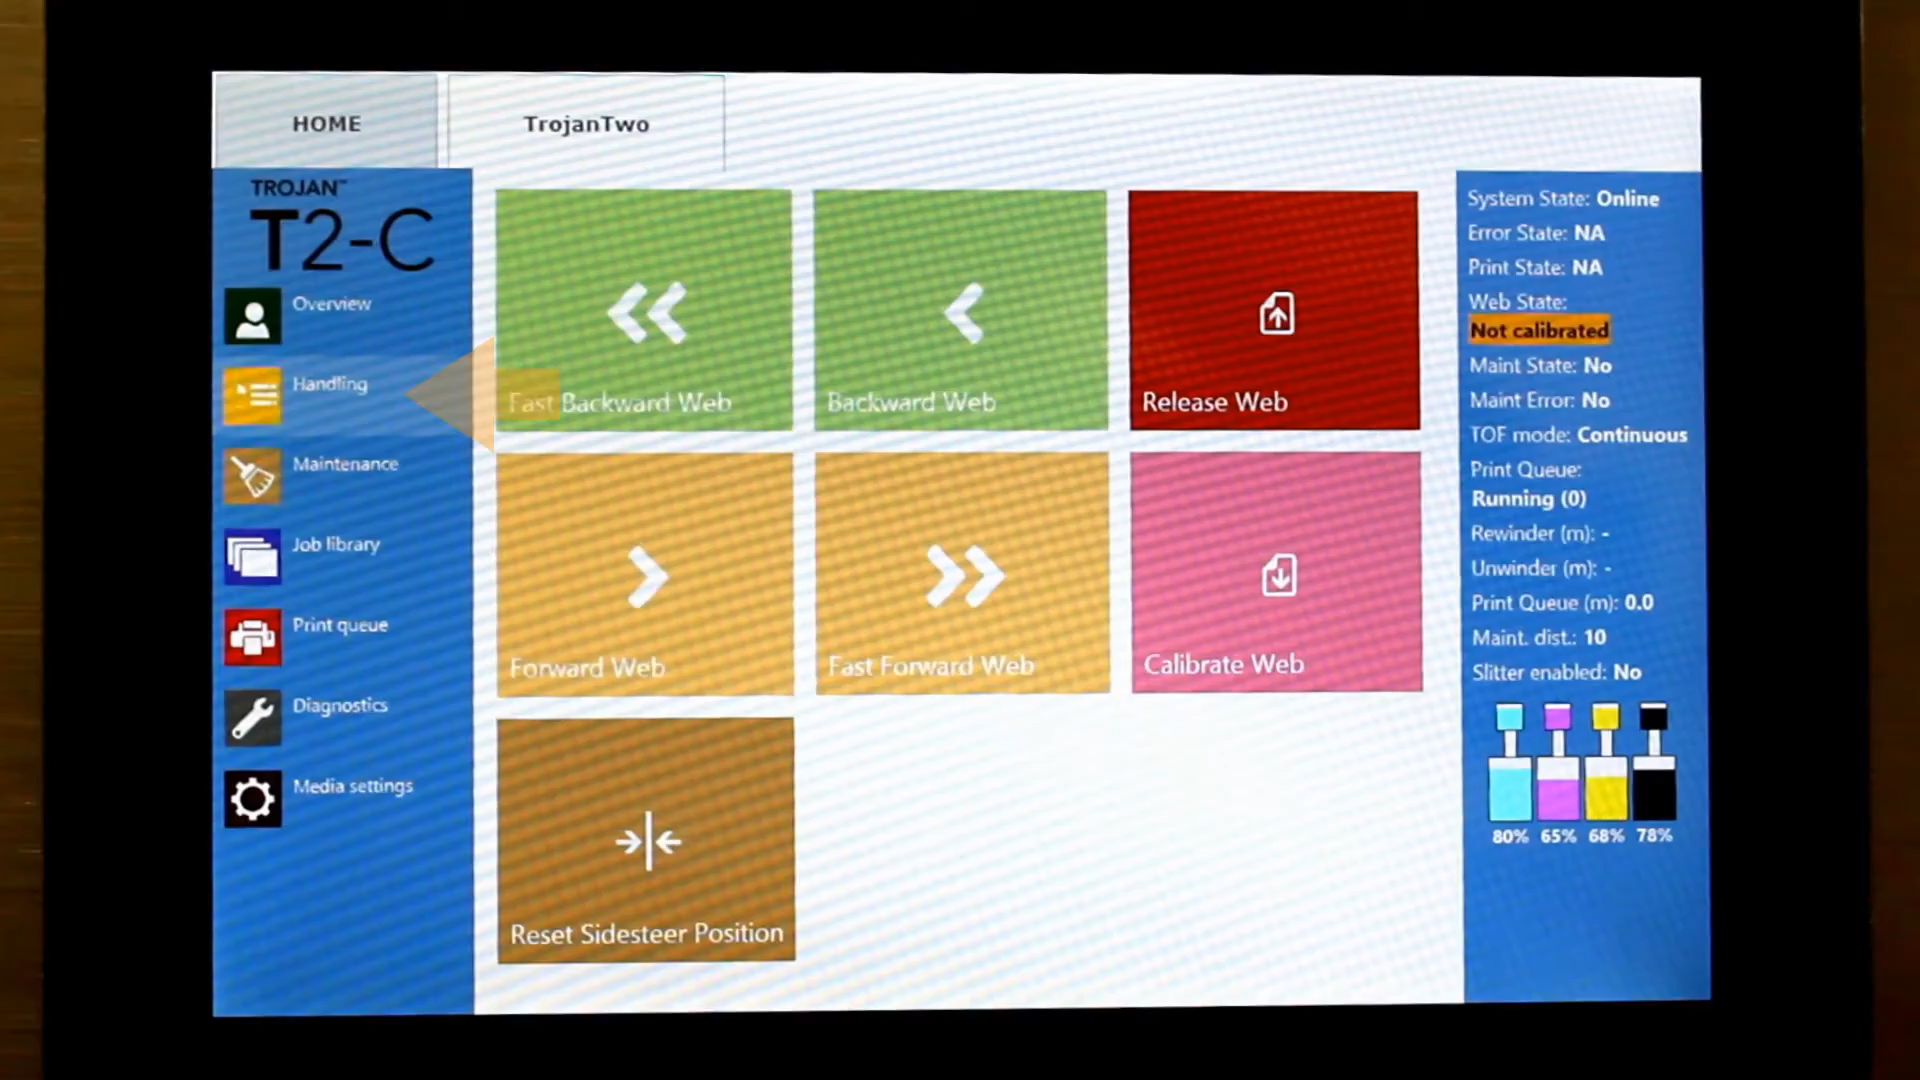 HOME
TrojanTwo
TROJAN™
T2-C
Overview
Handling
Maintenance
Job library
Print queue
Diagnostics
Media settings
Fast Backward Web
Backward Web
Release Web
Forward Web
Fast Forward Web
Calibrate Web
Reset Sidesteer Position
System State: Online
Error State: NA
Print State: NA
Web State:
Not calibrated
Maint State: No
Maint Error: No
TOF mode: Continuous
Print Queue:
Running (0)
Rewinder (m): -
Unwinder (m): -
Print Queue (m): 0.0
Maint. dist.: 10
Slitter enabled: No
80% 65% 68% 78%